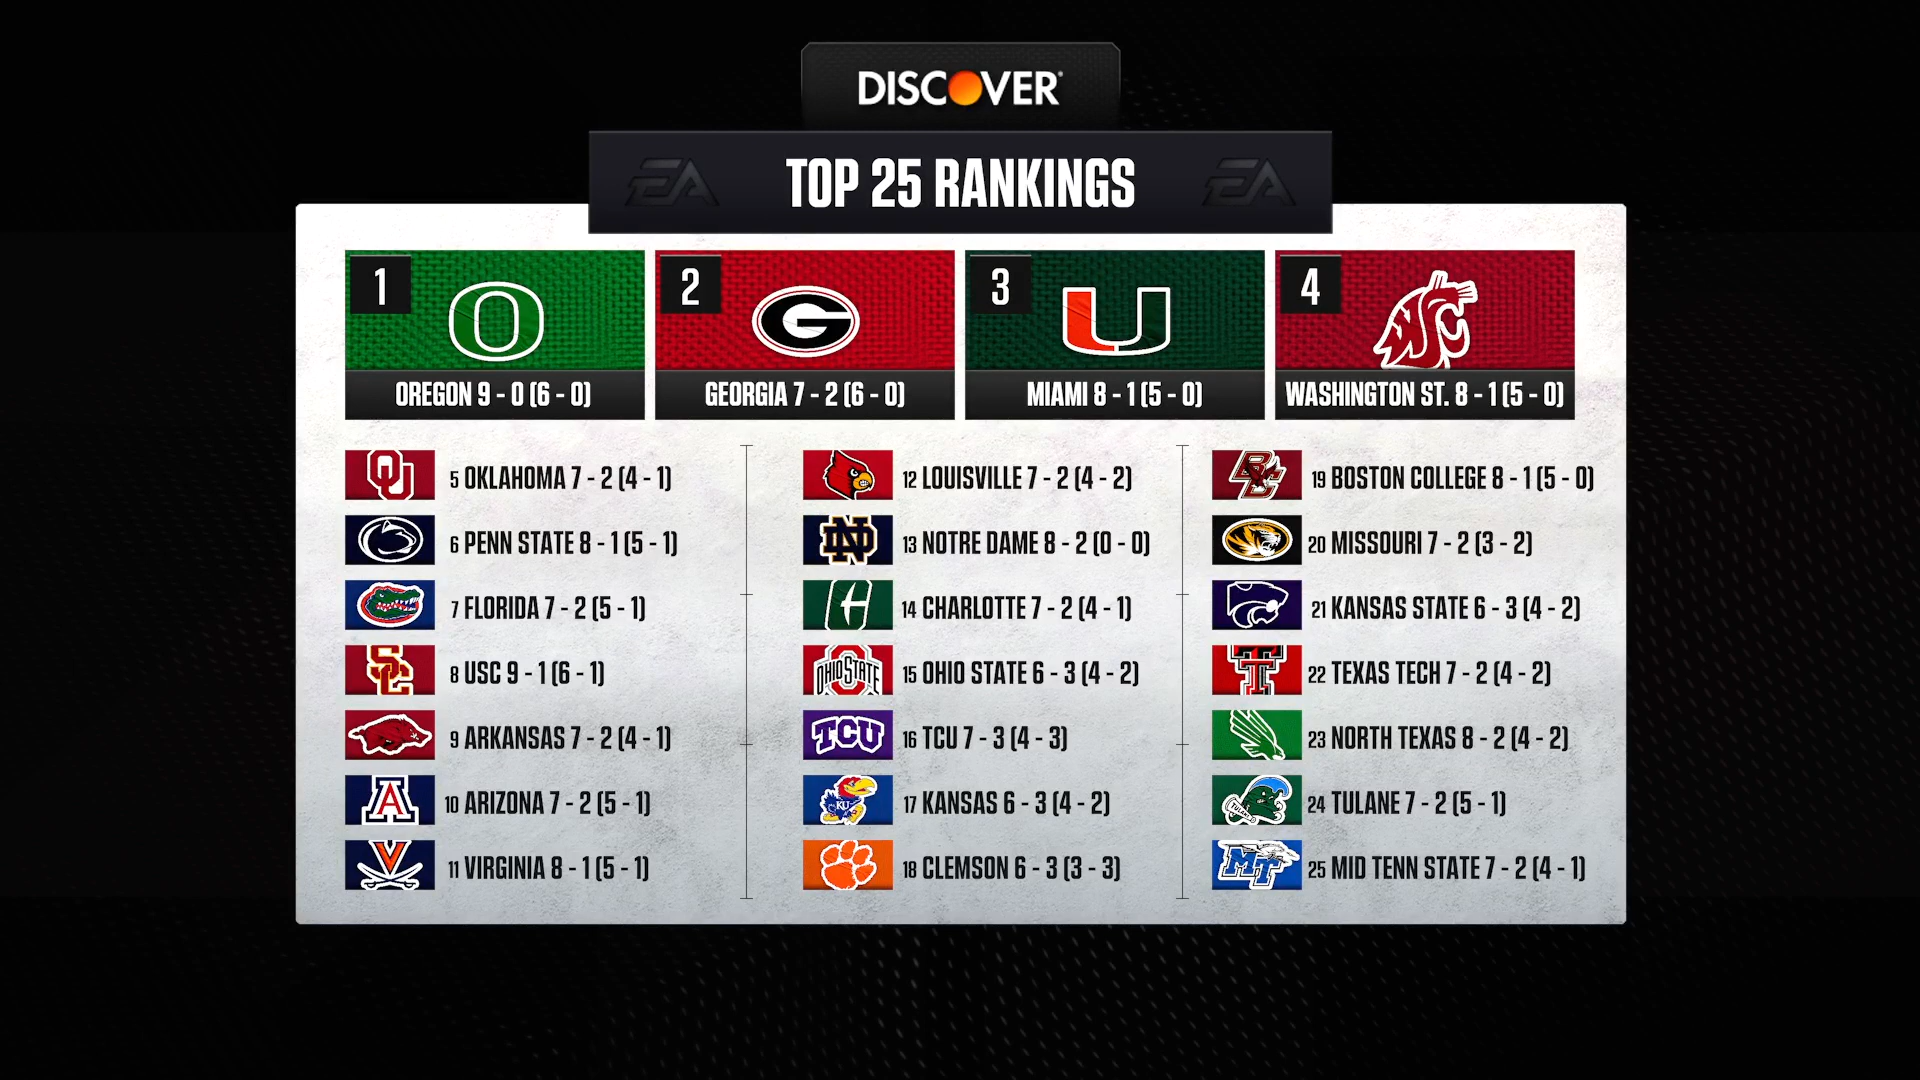 DISCOVER
EA TOP 25 RANKINGS EA
1
OREGON 9 - 0 (6 - 0)
2
GEORGIA 7 - 2 (6 - 0)
3
MIAMI 8 - 1 (5 - 0)
4
WASHINGTON ST. 8 - 1 (5 - 0)
5 OKLAHOMA 7 - 2 (4 - 1)
6 PENN STATE 8 - 1 (5 - 1)
7 FLORIDA 7 - 2 (5 - 1)
8 USC 9 - 1 (6 - 1)
9 ARKANSAS 7 - 2 (4 - 1)
10 ARIZONA 7 - 2 (5 - 1)
11 VIRGINIA 8 - 1 (5 - 1)
12 LOUISVILLE 7 - 2 (4 - 2)
13 NOTRE DAME 8 - 2 (0 - 0)
14 CHARLOTTE 7 - 2 (4 - 1)
OHIO STATE
15 OHIO STATE 6 - 3 (4 - 2)
TCU
16 TCU 7 - 3 (4 - 3)
KU
17 KANSAS 6 - 3 (4 - 2)
18 CLEMSON 6 - 3 (3 - 3)
19 BOSTON COLLEGE 8 - 1 (5 - 0)
20 MISSOURI 7 - 2 (3 - 2)
21 KANSAS STATE 6 - 3 (4 - 2)
22 TEXAS TECH 7 - 2 (4 - 2)
23 NORTH TEXAS 8 - 2 (4 - 2)
TULANE
24 TULANE 7 - 2 (5 - 1)
MT
25 MID TENN STATE 7 - 2 (4 - 1)